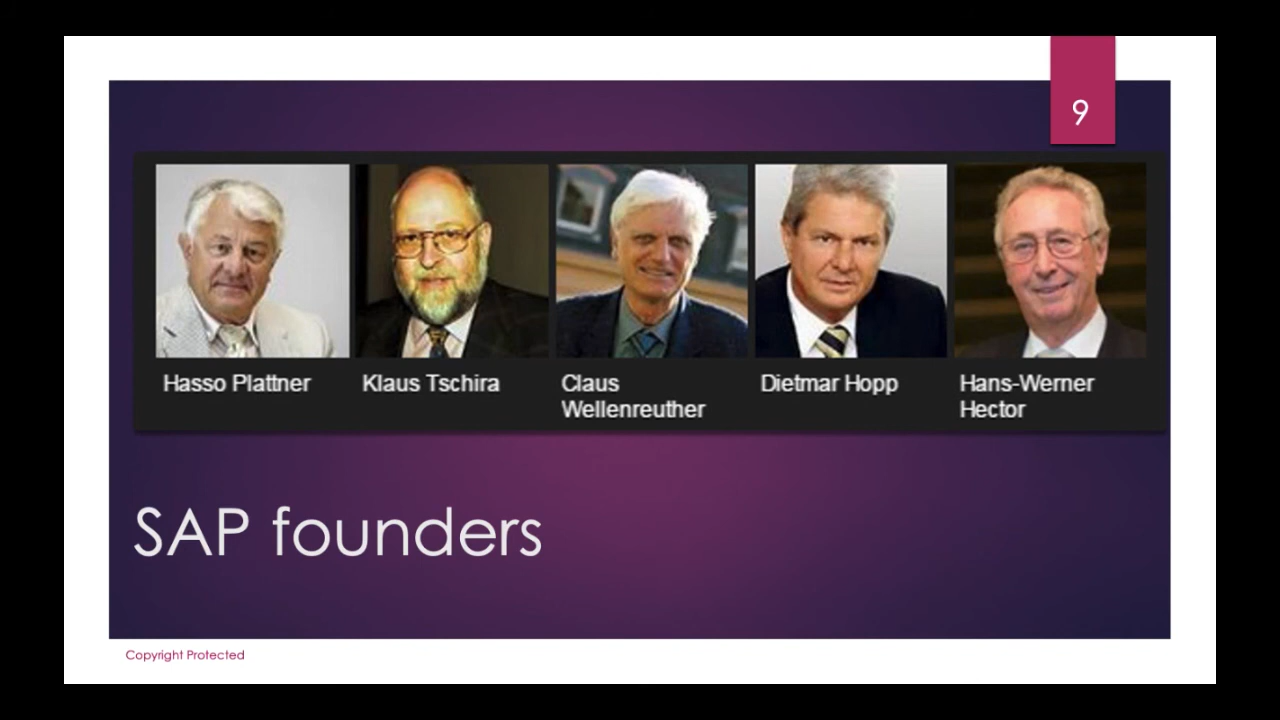 9
Hasso Plattner
Klaus Tschira
Claus
Wellenreuther
Dietmar Hopp
Hans-Werner
Hector
SAP founders
Copyright Protected